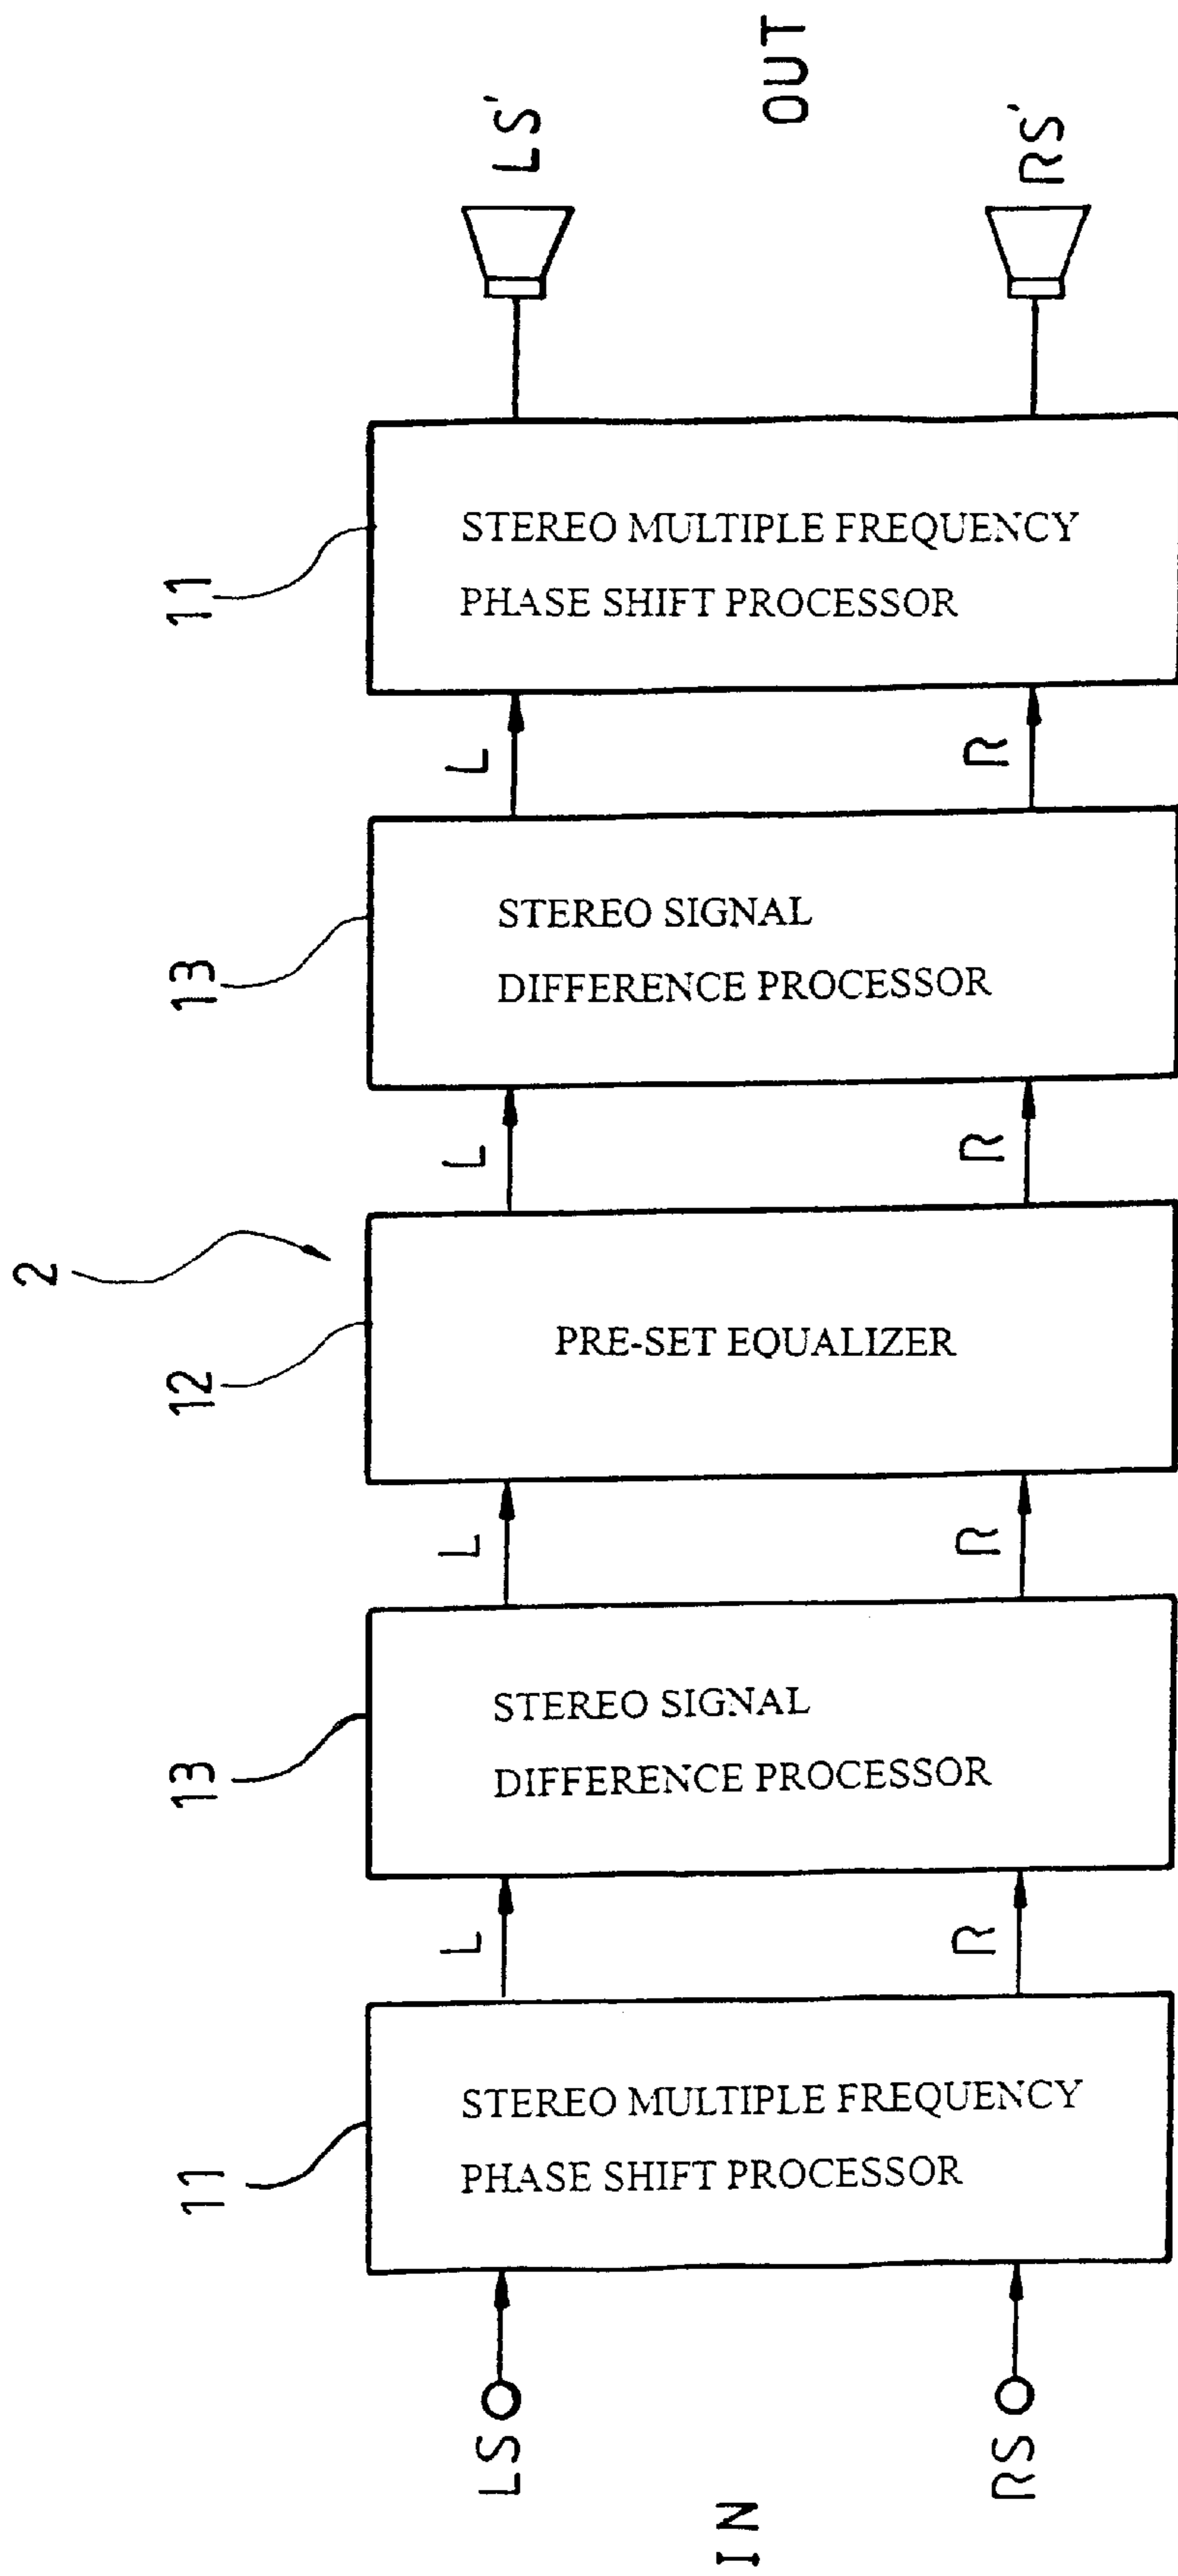 OUT
LS'
RS'
11
STEREO MULTIPLE FREQUENCY
PHASE SHIFT PROCESSOR
L
R
13
STEREO SIGNAL
DIFFERENCE PROCESSOR
L
R
2
12
PRE-SET EQUALIZER
L
R
13
STEREO SIGNAL
DIFFERENCE PROCESSOR
L
R
11
STEREO MULTIPLE FREQUENCY
PHASE SHIFT PROCESSOR
LS
RS
IN